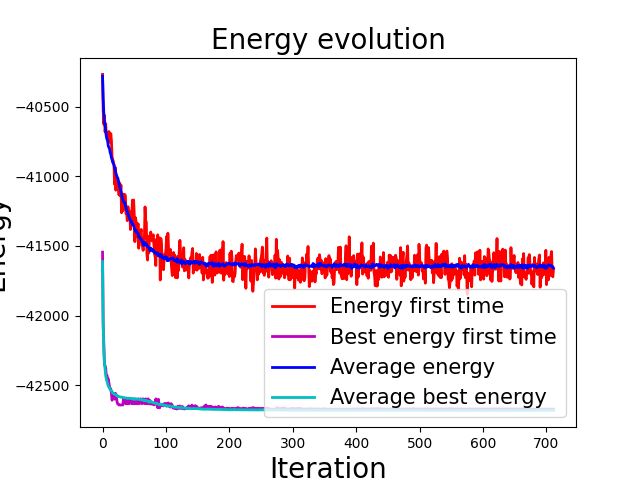 Energy evolution
Energy
−40500
−41000
−41500
−42000
−42500
Energy first time
Best energy first time
Average energy
Average best energy
0 100 200 300 400 500 600 700
Iteration